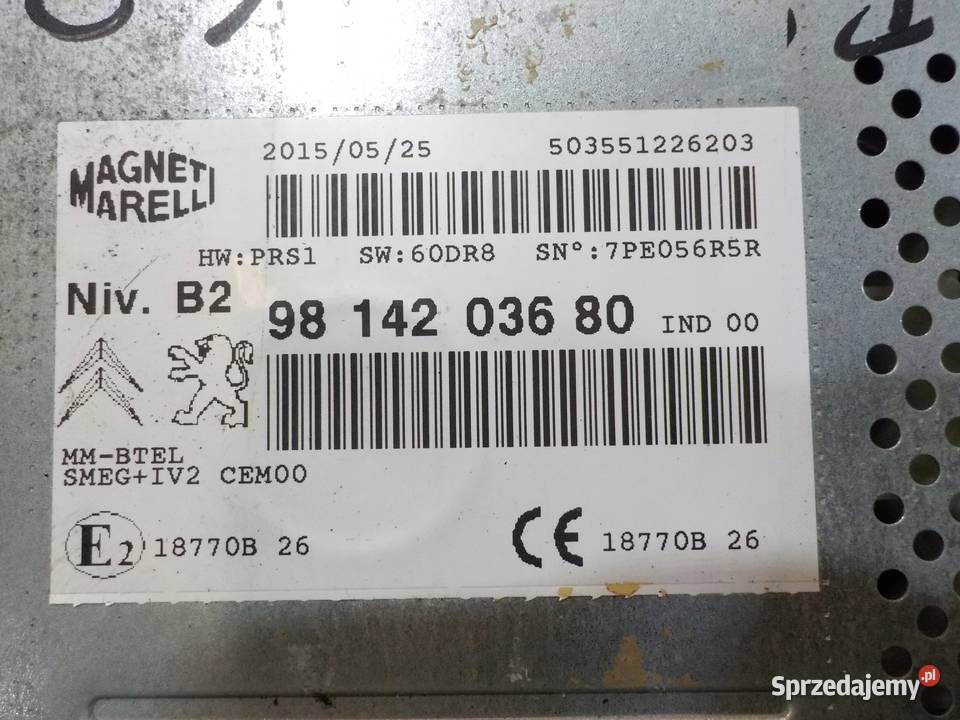 MAGNETI
MARELLI
2015/05/25 503551226203
HW:PRS1 SW:60DR8 SN°:7PE056R5R
Niv. B2
98 142 036 80 IND 00
MM-BTEL
SMEG+IV2 CEM00
E2 18770B 26
CE 18770B 26
Sprzedajemy.pl